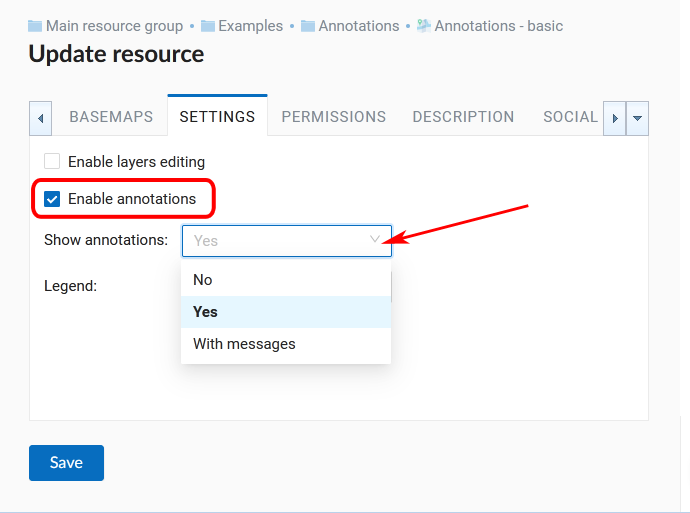 Main resource group • Examples • Annotations • Annotations - basic
Update resource
BASEMAPS SETTINGS PERMISSIONS DESCRIPTION SOCIAL
Enable layers editing
Enable annotations
Show annotations: Yes
No
Legend:
Yes
With messages
Save